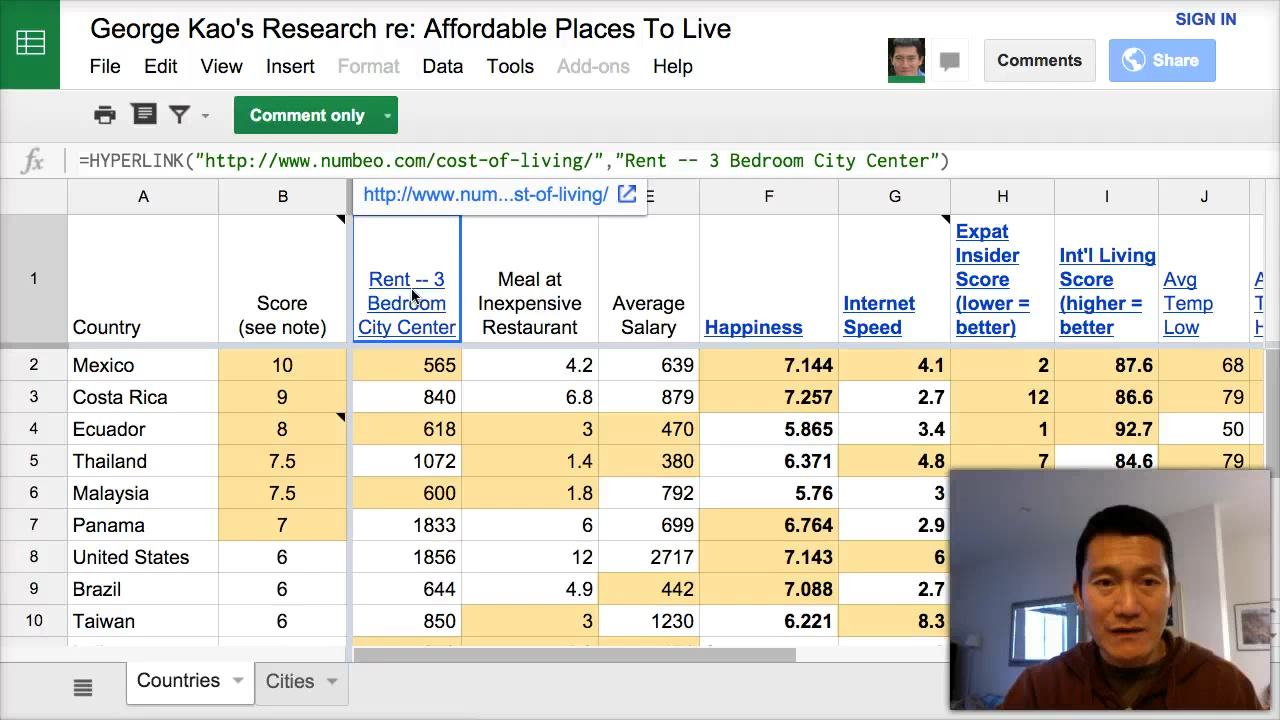 George Kao's Research re: Affordable Places To Live
SIGN IN
File Edit View Insert Format Data Tools Add-ons Help
Comments
Share
Comment only
fx =HYPERLINK("http://www.numbeo.com/cost-of-living/","Rent -- 3 Bedroom City Center")
http://www.num...st-of-living/
A B E F G H I J
1
Country
Score
(see note)
Rent -- 3
Bedroom
City Center
Meal at
Inexpensive
Restaurant
Average
Salary
Happiness
Internet
Speed
Expat
Insider
Score
(lower =
better)
Int'l Living
Score
(higher =
better
Avg
Temp
Low
2 Mexico 10 565 4.2 639 7.144 4.1 2 87.6 68
3 Costa Rica 9 840 6.8 879 7.257 2.7 12 86.6 79
4 Ecuador 8 618 3 470 5.865 3.4 1 92.7 50
5 Thailand 7.5 1072 1.4 380 6.371 4.8 7 84.6 79
6 Malaysia 7.5 600 1.8 792 5.76 3
7 Panama 7 1833 6 699 6.764 2.9
8 United States 6 1856 12 2717 7.143 6
9 Brazil 6 644 4.9 442 7.088 2.7
10 Taiwan 6 850 3 1230 6.221 8.3
Countries Cities